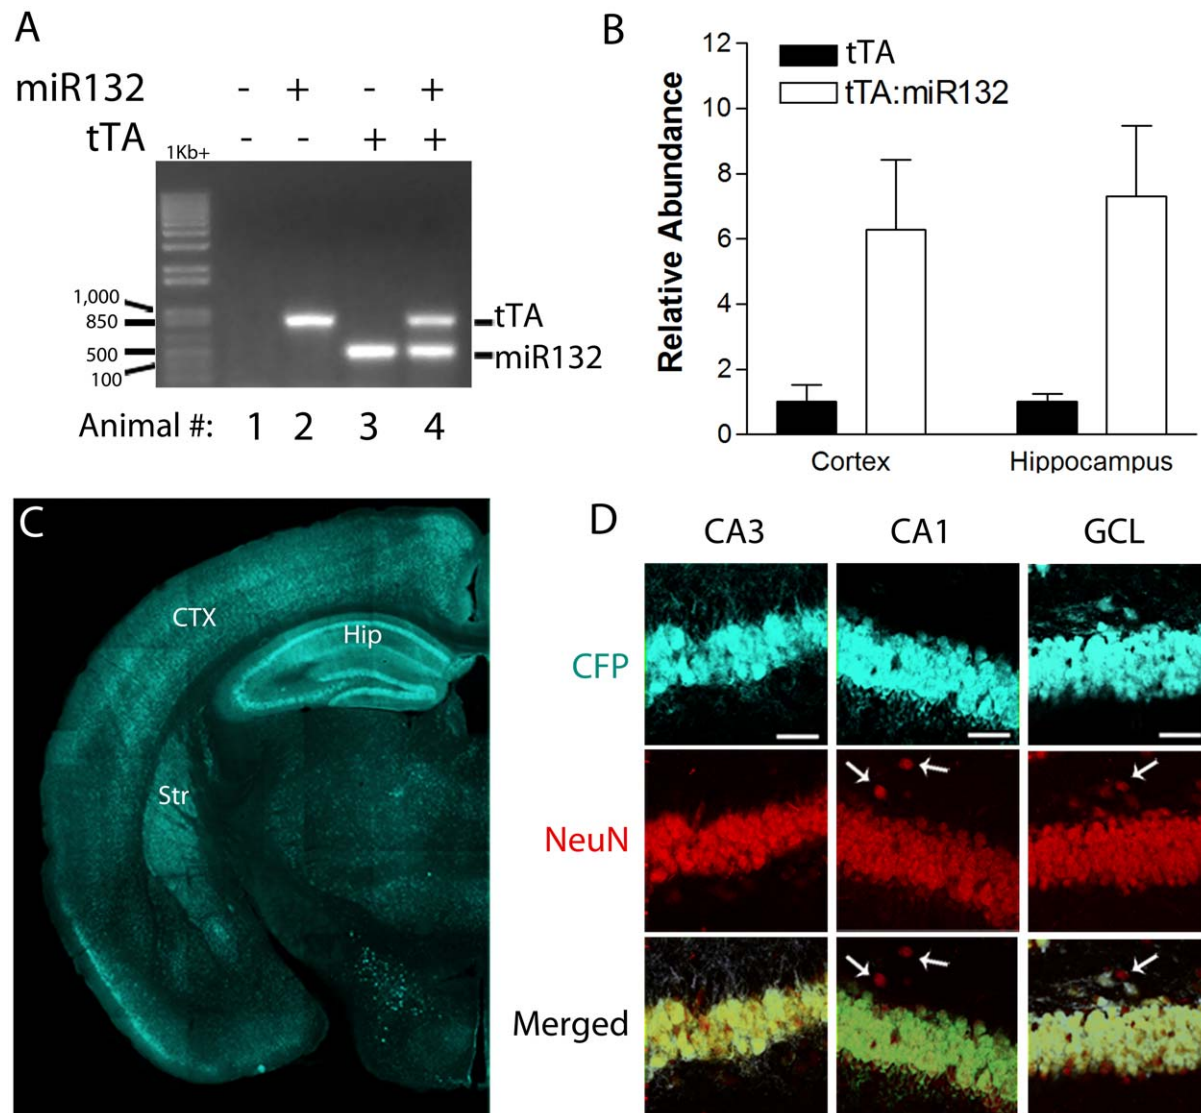 A
miR132 - + - +
tTA - - + +
1Kb+
1,000
850
500
100
tTA
miR132
Animal #: 1 2 3 4
B
Relative Abundance
12
10
8
6
4
2
0
tTA
tTA:miR132
Cortex Hippocampus
C
CTX
Hip
Str
D
CA3 CA1 GCL
CFP
NeuN
Merged